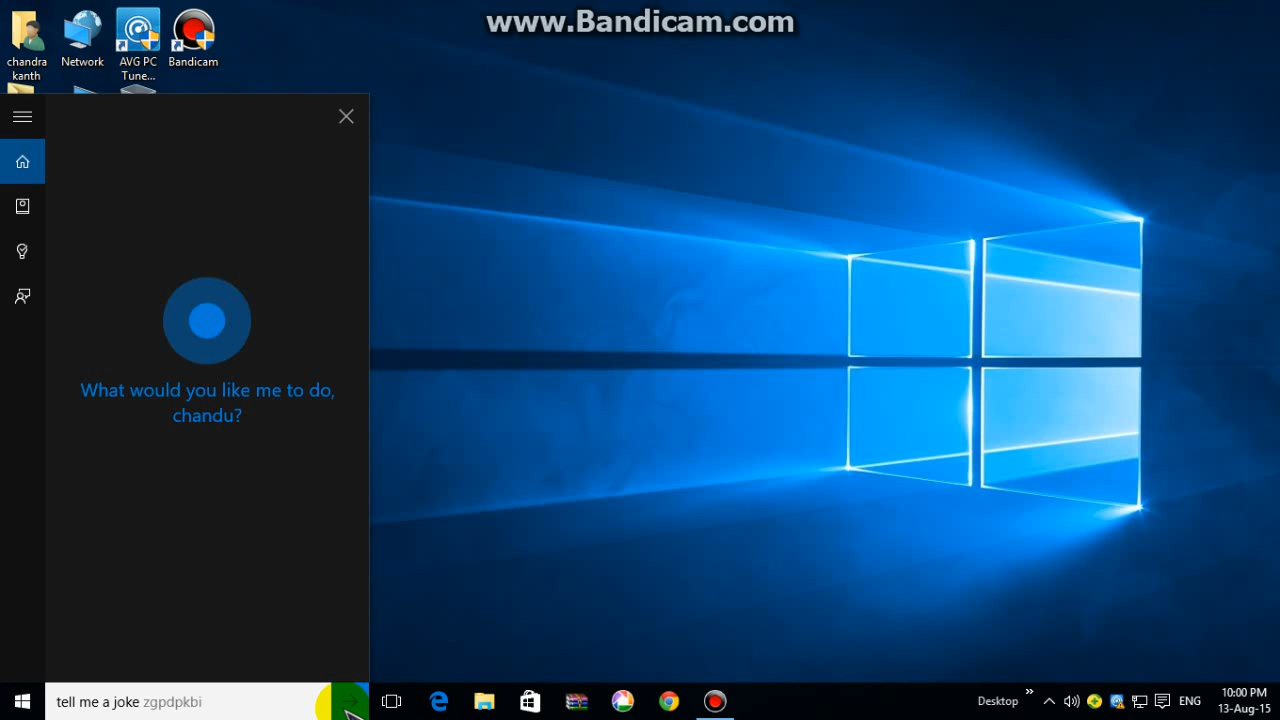 www.Bandicam.com
chandra
kanth
Network
AVG PC
Tune...
Bandicam
What would you like me to do,
chandu?
tell me a joke zgpdpkbi
Desktop
ENG
10:00 PM
13-Aug-15